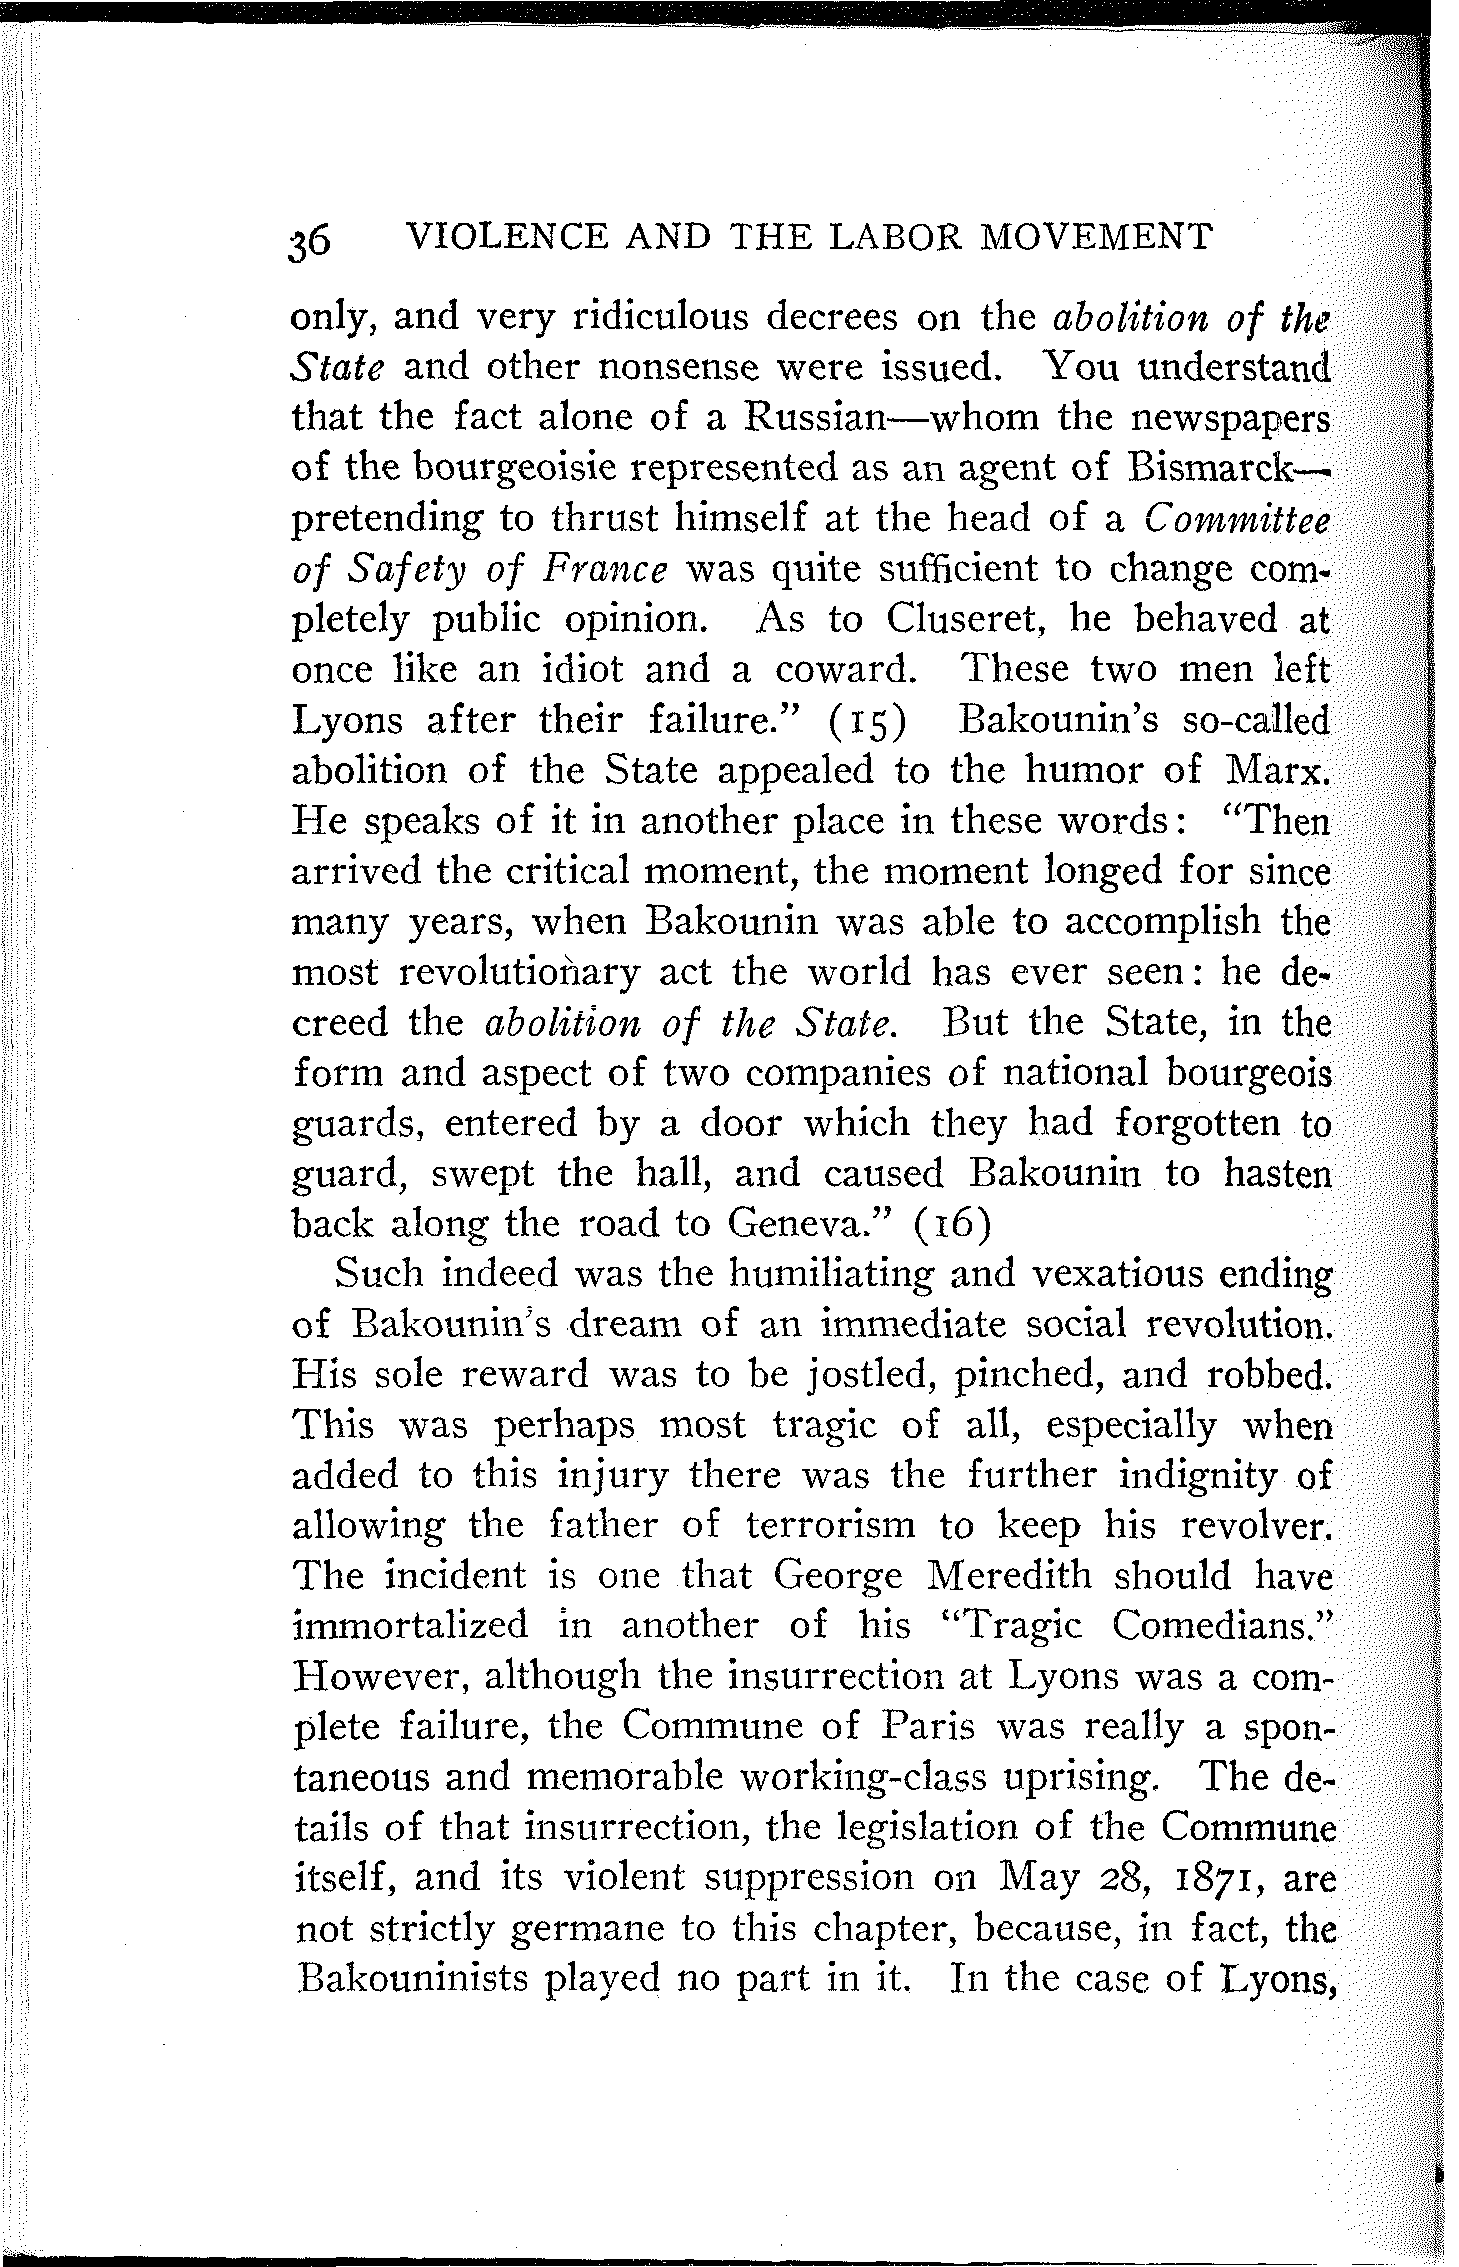 36 VIOLENCE AND THE LABOR MOVEMENT
only, and very ridiculous decrees on the abolition of the
State and other nonsense were issued. You understand
that the fact alone of a Russian—whom the newspapers
of the bourgeoisie represented as an agent of Bismarck—
pretending to thrust himself at the head of a Committee
of Safety of France was quite sufficient to change com-
pletely public opinion. As to Cluseret, he behaved at
once like an idiot and a coward. These two men left
Lyons after their failure.” (15) Bakounin’s so-called
abolition of the State appealed to the humor of Marx.
He speaks of it in another place in these words: “Then
arrived the critical moment, the moment longed for since
many years, when Bakounin was able to accomplish the
most revolutionary act the world has ever seen: he de-
creed the abolition of the State. But the State, in the
form and aspect of two companies of national bourgeois
guards, entered by a door which they had forgotten to
guard, swept the hall, and caused Bakounin to hasten
back along the road to Geneva.” (16)
Such indeed was the humiliating and vexatious ending
of Bakounin’s dream of an immediate social revolution.
His sole reward was to be jostled, pinched, and robbed.
This was perhaps most tragic of all, especially when
added to this injury there was the further indignity of
allowing the father of terrorism to keep his revolver.
The incident is one that George Meredith should have
immortalized in another of his “Tragic Comedians.”
However, although the insurrection at Lyons was a com-
plete failure, the Commune of Paris was really a spon-
taneous and memorable working-class uprising. The de-
tails of that insurrection, the legislation of the Commune
itself, and its violent suppression on May 28, 1871, are
not strictly germane to this chapter, because, in fact, the
Bakouninists played no part in it. In the case of Lyons,